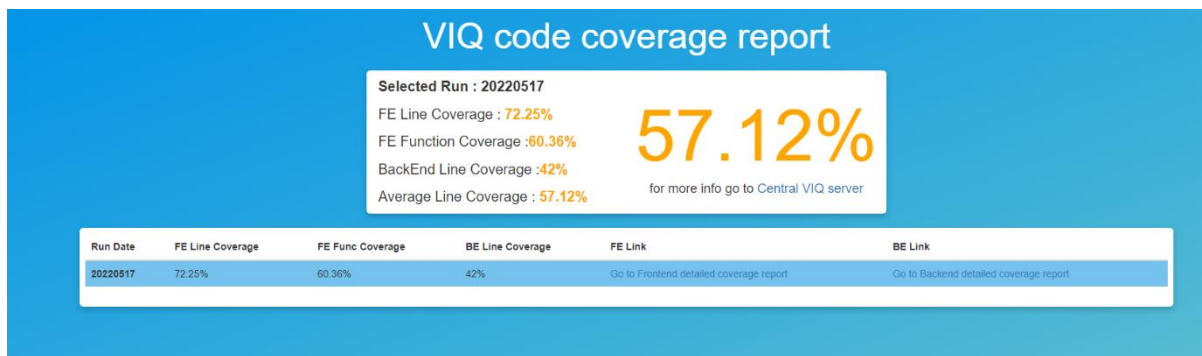 VIQ code coverage report
Selected Run : 20220517
FE Line Coverage : 72.25%
FE Function Coverage :60.36%
BackEnd Line Coverage :42%
Average Line Coverage : 57.12%
57.12%
for more info go to Central VIQ server
Run Date FE Line Coverage FE Func Coverage BE Line Coverage FE Link BE Link
20220517 72.25% 60.36% 42% Go to Frontend detailed coverage report Go to Backend detailed coverage report